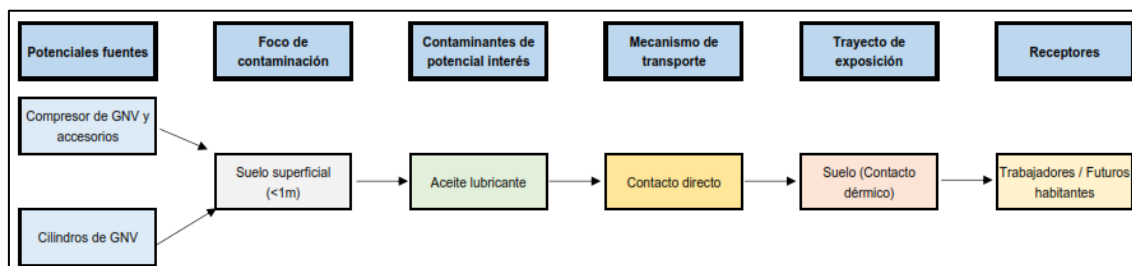 Potenciales fuentes
Foco de
contaminación
Contaminantes de
potencial interés
Mecanismo de
transporte
Trayecto de
exposición
Receptores
Compresor de GNV y
accesorios
Suelo superficial
(<1m)
Aceite lubricante
Contacto directo
Suelo (Contacto
dérmico)
Trabajadores / Futuros
habitantes
Cilindros de GNV